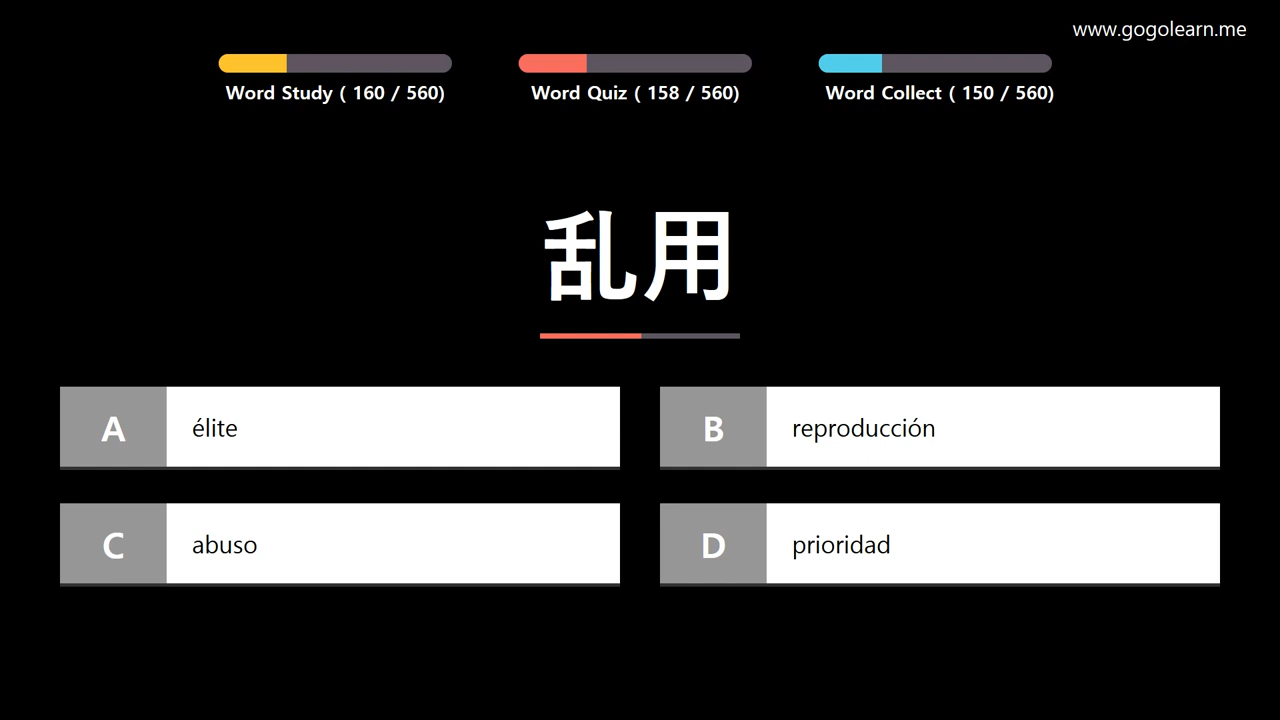 www.gogolearn.me
Word Study ( 160 / 560)
Word Quiz ( 158 / 560)
Word Collect ( 150 / 560)
乱用
A élite
B reproducción
C abuso
D prioridad